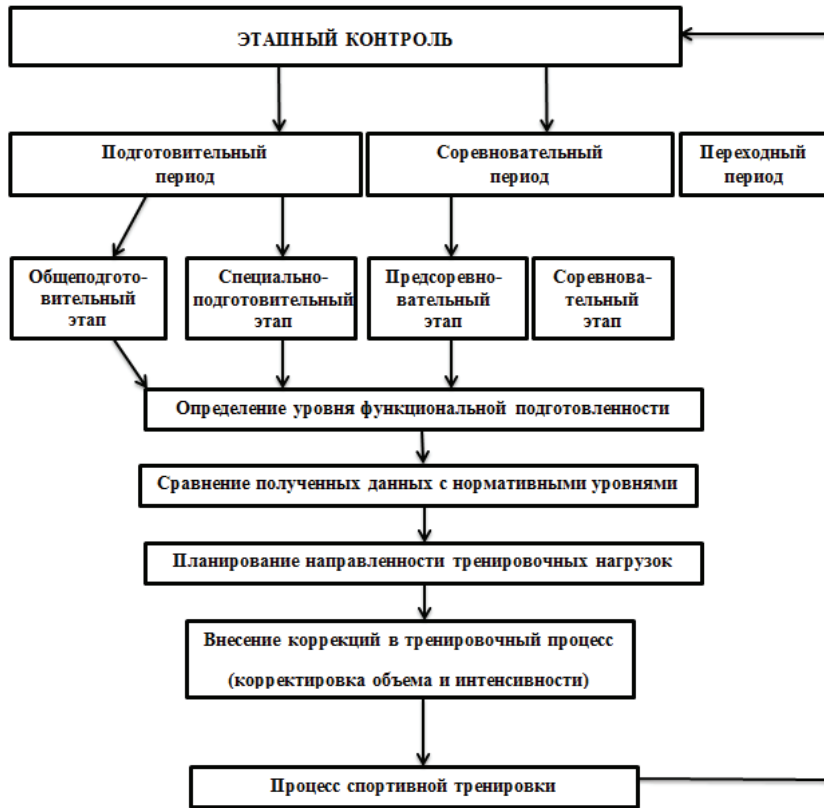 ЭТАПНЫЙ КОНТРОЛЬ
Подготовительный
период
Соревновательный
период
Переходный
период
Общеподгото-
вительный
этап
Специально-
подготовительный
этап
Предсоревно-
вательный
этап
Соревнова-
тельный
этап
Определение уровня функциональной подготовленности
Сравнение полученных данных с нормативными уровнями
Планирование направленности тренировочных нагрузок
Внесение коррекций в тренировочный процесс
(корректировка объема и интенсивности)
Процесс спортивной тренировки